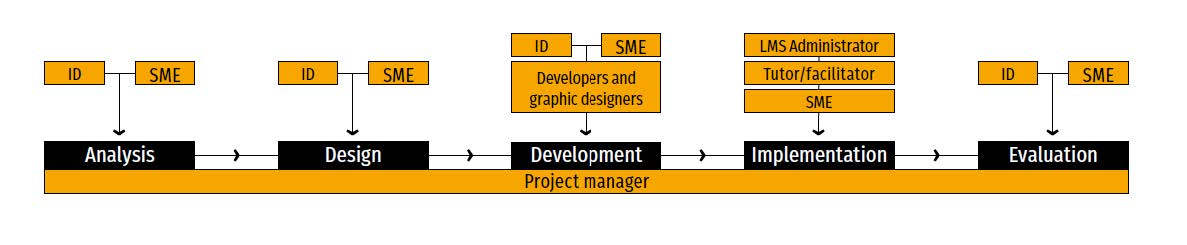 ID
SME
Analysis
ID
SME
Design
ID
SME
Developers and
graphic designers
Development
LMS Administrator
Tutor/facilitator
SME
Implementation
ID
SME
Evaluation
Project manager